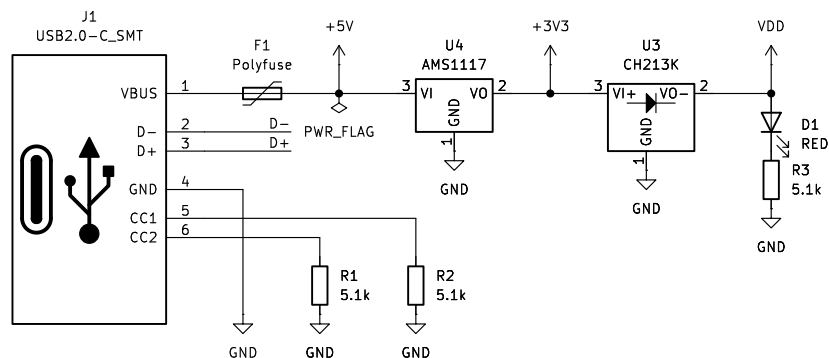 J1
USB2.0-C_SMT
VBUS 1
D- 2 D-
D+ 3 D+
GND 4
CC1 5
CC2 6
F1
Polyfuse
+5V
PWR_FLAG
U4
AMS1117
3 VI VO 2
GND
1
GND
+3V3
U3
CH213K
3 VI+ VO- 2
GND
1
GND
VDD
D1
RED
R3
5.1k
GND
R1
5.1k
R2
5.1k
GND GND GND